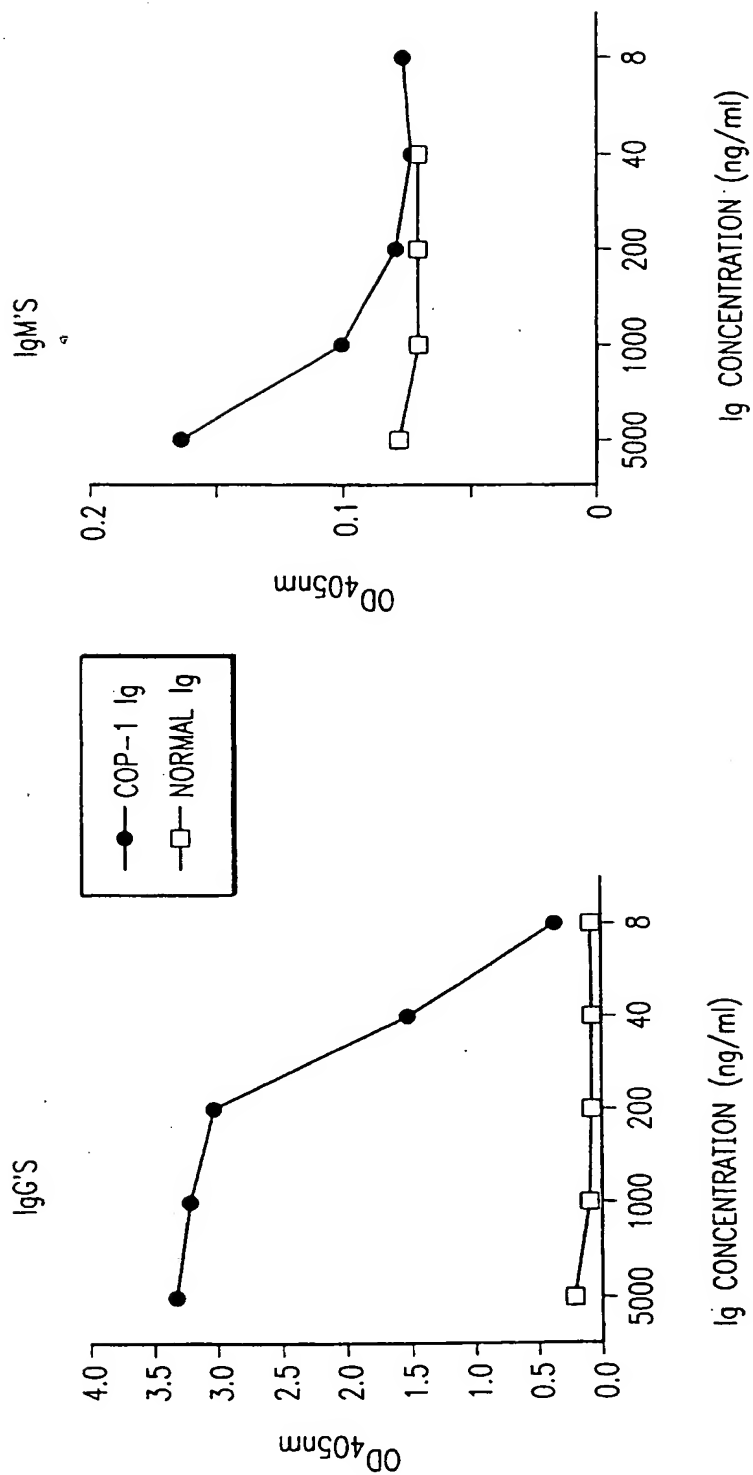 IgG'S
OD405nm
4.0
3.5
3.0
2.5
2.0
1.5
1.0
0.5
0.0
5000
1000
200
40
8
Ig CONCENTRATION (ng/ml)
COP-1 Ig
NORMAL Ig
IgM'S
OD405nm
0.2
0.1
0
5000
1000
200
40
8
Ig CONCENTRATION (ng/ml)